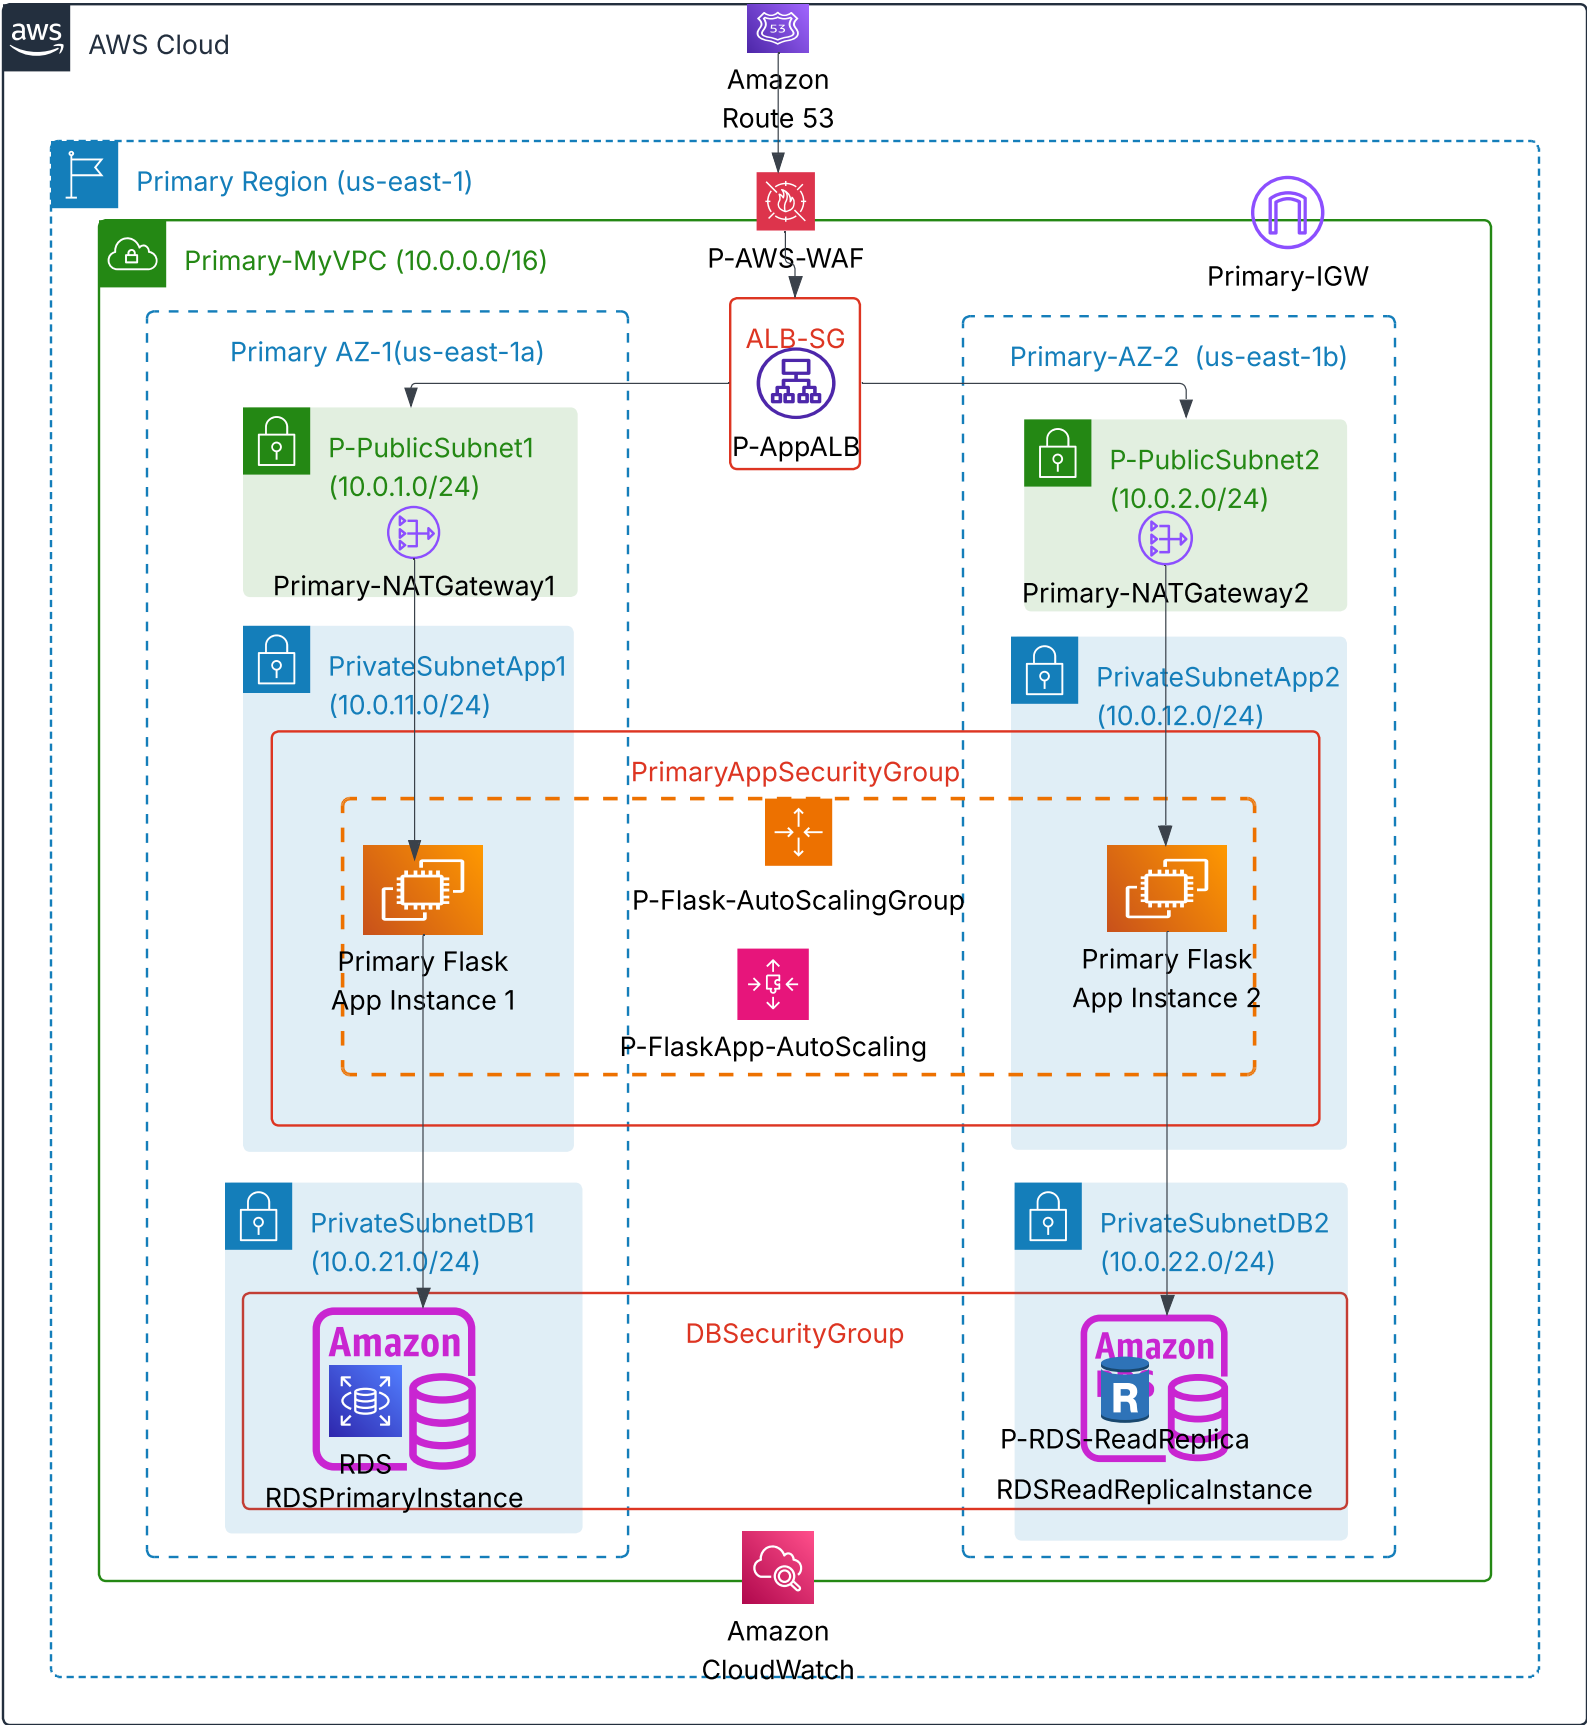 aws
AWS Cloud
53
Amazon
Route 53
Primary Region (us-east-1)
Primary-MyVPC (10.0.0.0/16)
P-AWS-WAF
Primary-IGW
Primary AZ-1(us-east-1a)
ALB-SG
P-AppALB
Primary-AZ-2 (us-east-1b)
P-PublicSubnet1
(10.0.1.0/24)
Primary-NATGateway1
P-PublicSubnet2
(10.0.2.0/24)
Primary-NATGateway2
PrivateSubnetApp1
(10.0.11.0/24)
PrivateSubnetApp2
(10.0.12.0/24)
PrimaryAppSecurityGroup
P-Flask-AutoScalingGroup
Primary Flask
App Instance 1
P-FlaskApp-AutoScaling
Primary Flask
App Instance 2
PrivateSubnetDB1
(10.0.21.0/24)
PrivateSubnetDB2
(10.0.22.0/24)
DBSecurityGroup
Amazon
RDS
RDSPrimaryInstance
Amazon
R
P-RDS-ReadReplica
RDSReadReplicaInstance
Amazon
CloudWatch